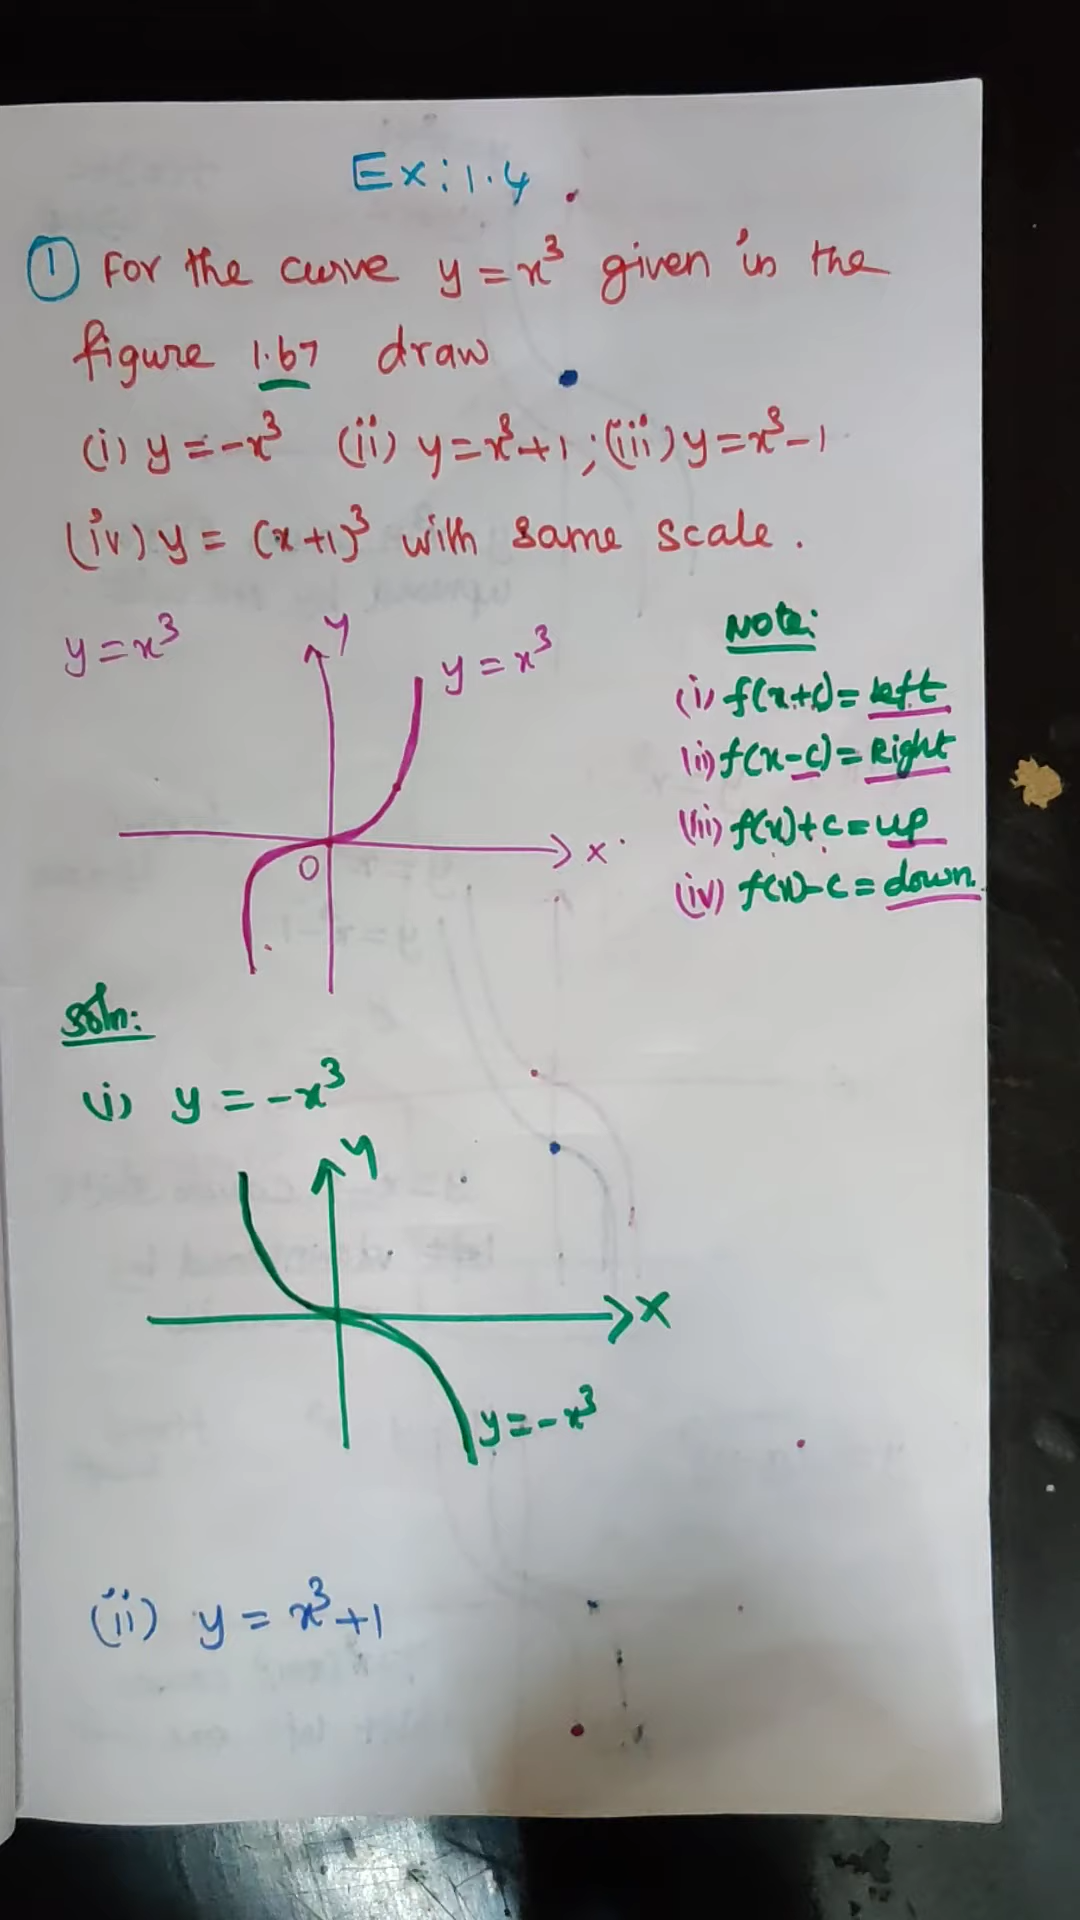 Ex: 1.4
① For the curve y = x³ given in the
figure 1.67 draw
(i) y = -x³ (ii) y = x³+1 ; (iii) y = x³-1
(iv) y = (x+1)³ with same scale.
y = x³
y
y = x³
x
O
Note:
(i) f(x+c) = left
(ii) f(x-c) = Right
(iii) f(x)+c = up
(iv) f(x)-c = down.
Soln:
(i) y = -x³
y
x
y = -x³
(ii) y = x³+1